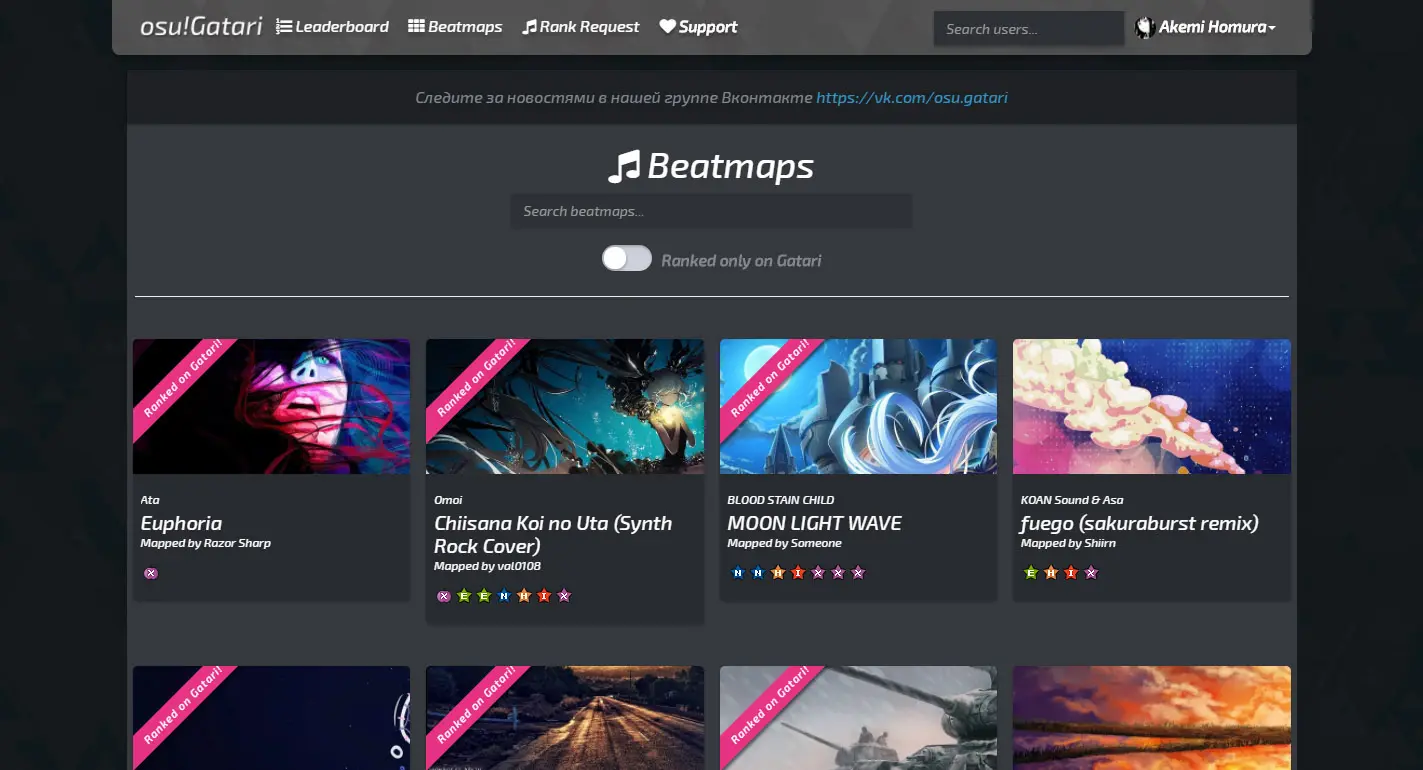 osu!Gatari Leaderboard Beatmaps Rank Request Support Search users... Akemi Homura
Следите за новостями в нашей группе Вконтакте https://vk.com/osu.gatari
Beatmaps
Search beatmaps...
Ranked only on Gatari
Ranked on Gatari!
Ata
Euphoria
Mapped by Razor Sharp
X
Ranked on Gatari!
Omoi
Chiisana Koi no Uta (Synth
Rock Cover)
Mapped by val0108
X E E N H I X
Ranked on Gatari!
BLOOD STAIN CHILD
MOON LIGHT WAVE
Mapped by Someone
N N H I X X X
KOAN Sound & Asa
fuego (sakuraburst remix)
Mapped by Shiirn
E H I X
Ranked on Gatari!
Ranked on Gatari!
Ranked on Gatari!